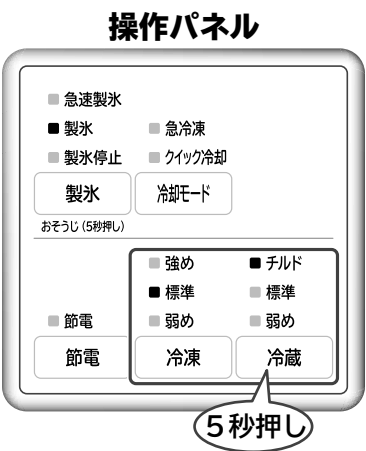 操作パネル
急速製氷
製氷 急冷凍
製氷停止 クイック冷却
製氷 冷却モード
おそうじ（5秒押し）
強め チルド
標準 標準
節電 弱め 弱め
節電 冷凍 冷蔵
5秒押し